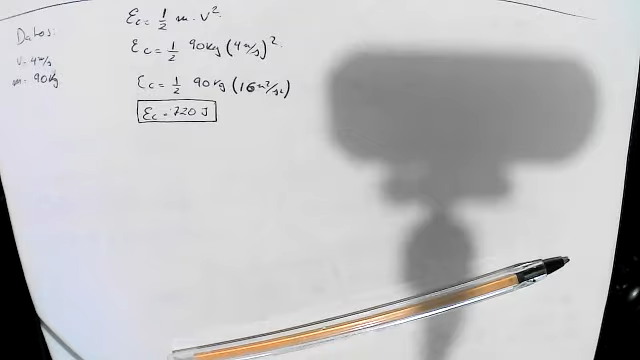 Ec = 1/2 m · v²
Datos:
Ec = 1/2 90kg (4m/s)²
v = 4m/s
m = 90kg
Ec = 1/2 90kg (16m²/s²)
Ec = 720 J